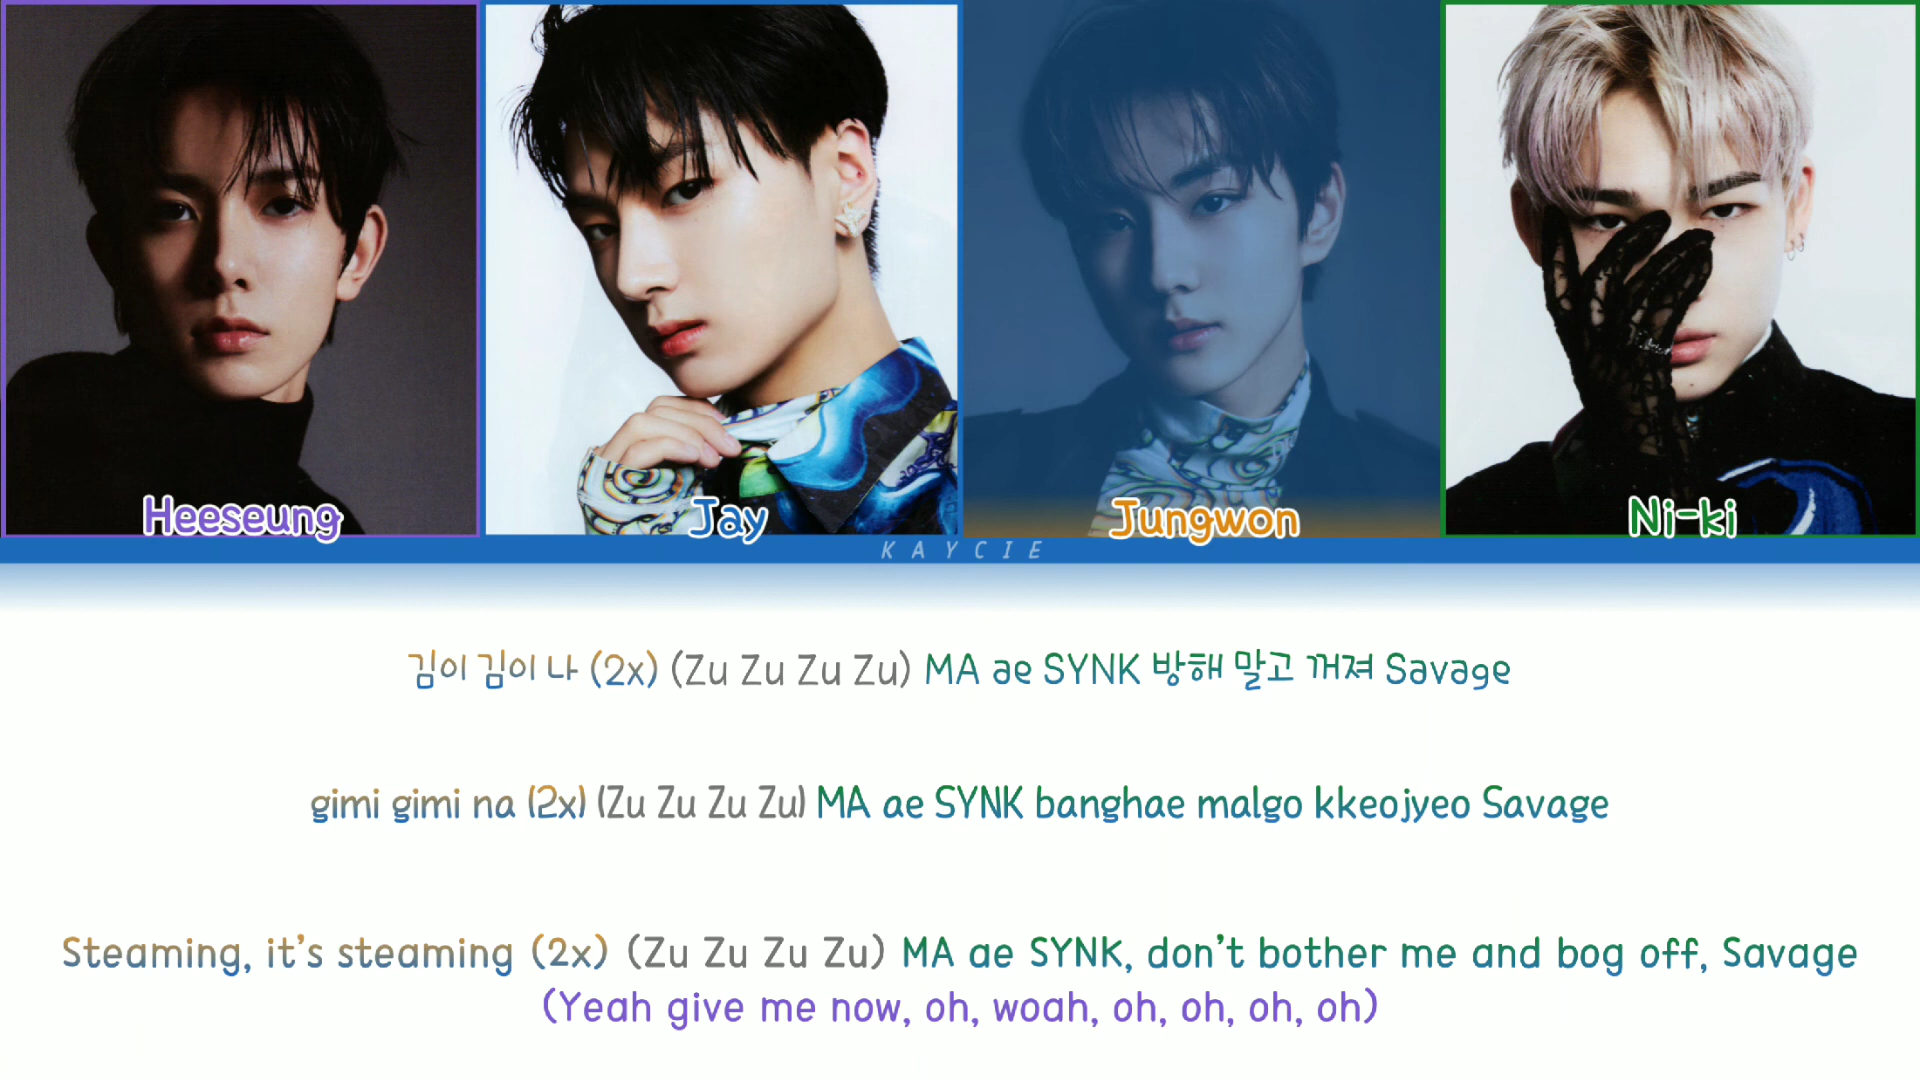 Heeseung
Jay
Jungwon
Ni-ki
KAYCIE
김이 김이 나 (2x) (Zu Zu Zu Zu) MA ae SYNK 방해 말고 꺼져 Savage
gimi gimi na (2x) (Zu Zu Zu Zu) MA ae SYNK banghae malgo kkeojyeo Savage
Steaming, it's steaming (2x) (Zu Zu Zu Zu) MA ae SYNK, don't bother me and bog off, Savage
(Yeah give me now, oh, woah, oh, oh, oh, oh)